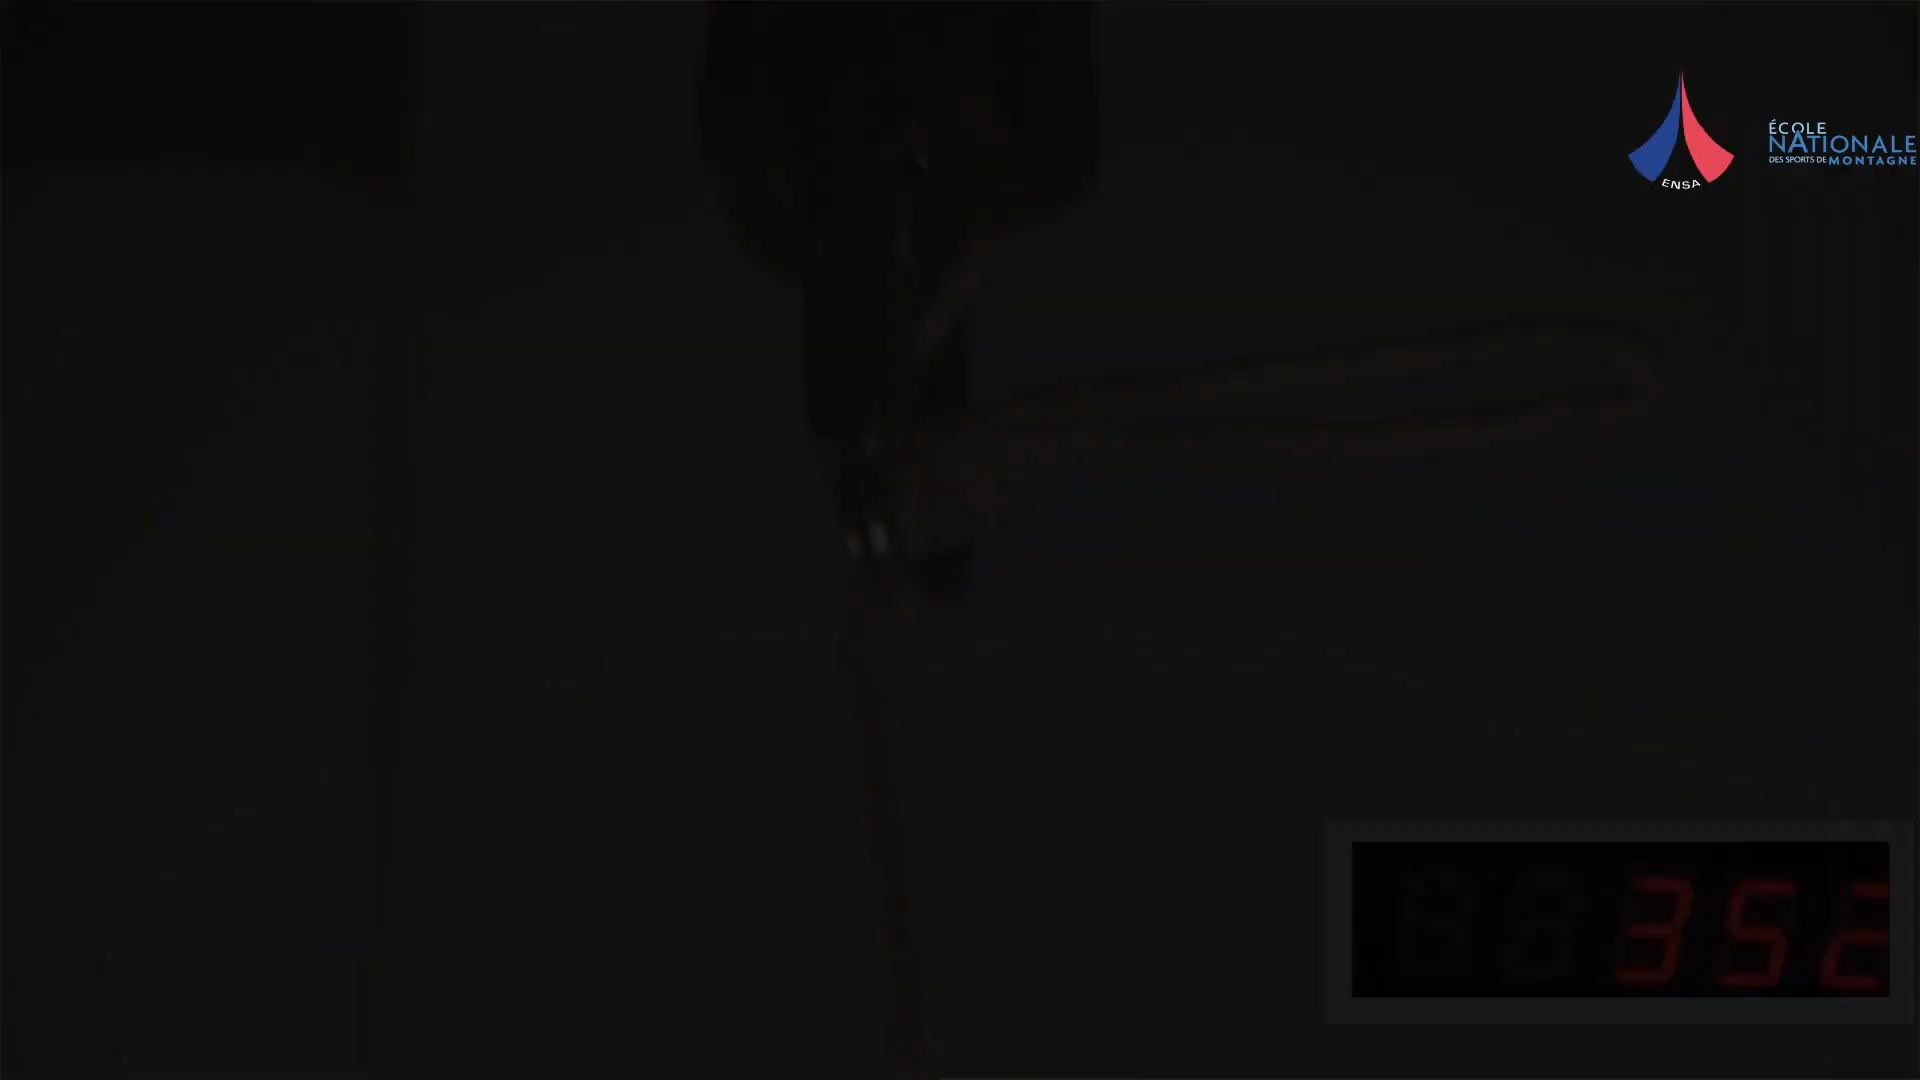 ÉCOLE
NATIONALE
DES SPORTS DE MONTAGNE
ENSA
352